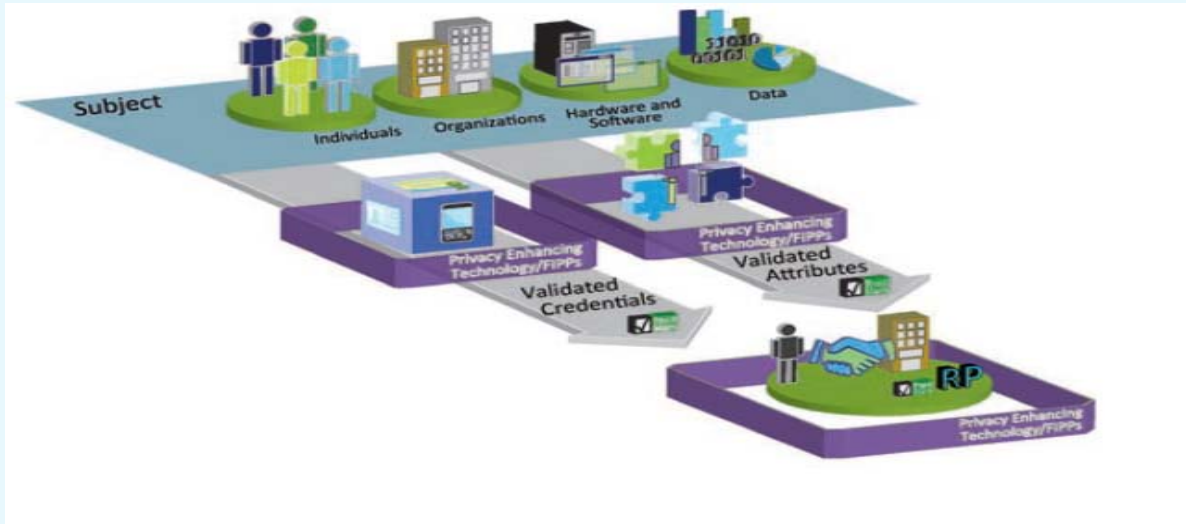 Subject
Individuals
Organizations
Hardware and
Software
Data
Privacy Enhancing
Technology/FiPPs
Validated
Attributes
Privacy Enhancing
Technology/FiPPs
Validated
Credentials
RP
Privacy Enhancing
Technology/FiPPs